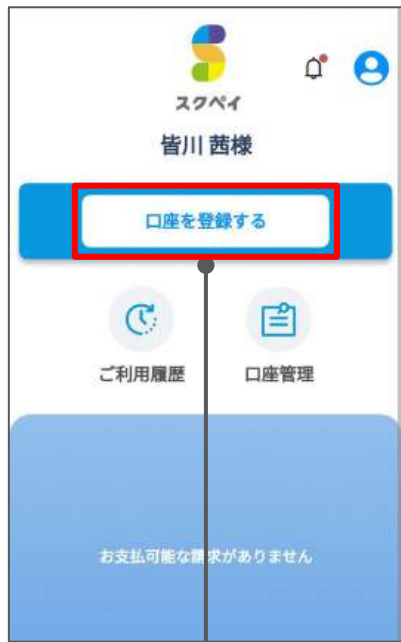 スクペイ
皆川 茜様
口座を登録する
ご利用履歴
口座管理
お支払可能な請求がありません